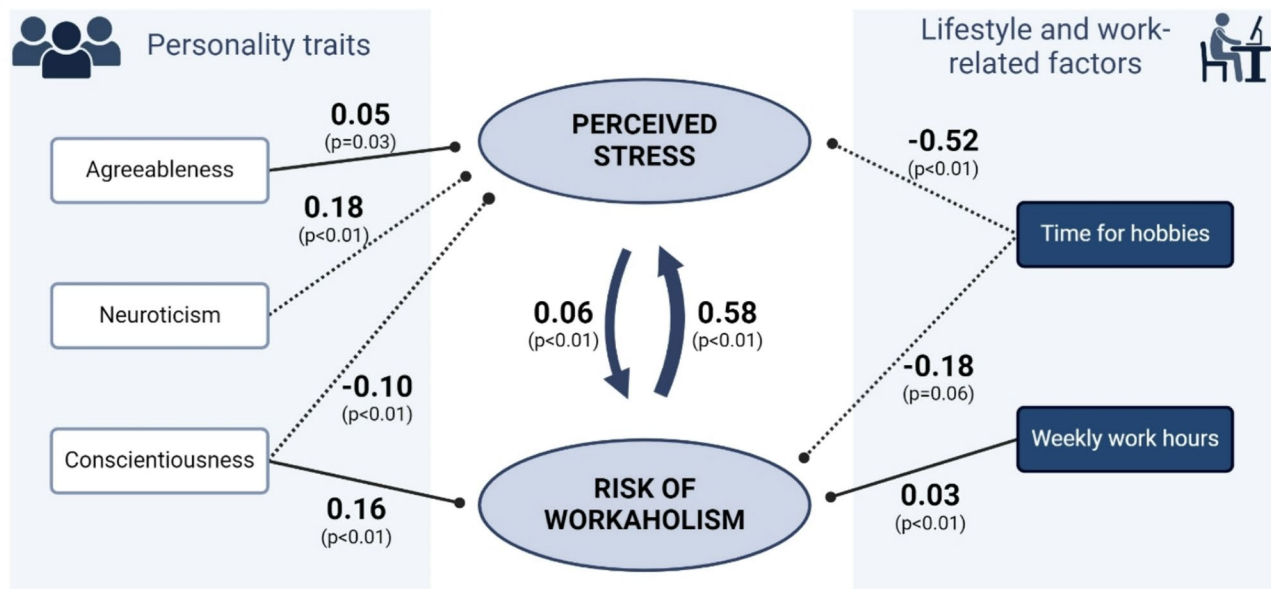 Personality traits
Lifestyle and work-
related factors
0.05
(p=0.03)
PERCEIVED
STRESS
-0.52
(p<0.01)
Agreeableness
0.18
(p<0.01)
Time for hobbies
Neuroticism
0.06
(p<0.01)
0.58
(p<0.01)
-0.10
(p<0.01)
-0.18
(p=0.06)
Conscientiousness
Weekly work hours
0.16
(p<0.01)
RISK OF
WORKAHOLISM
0.03
(p<0.01)